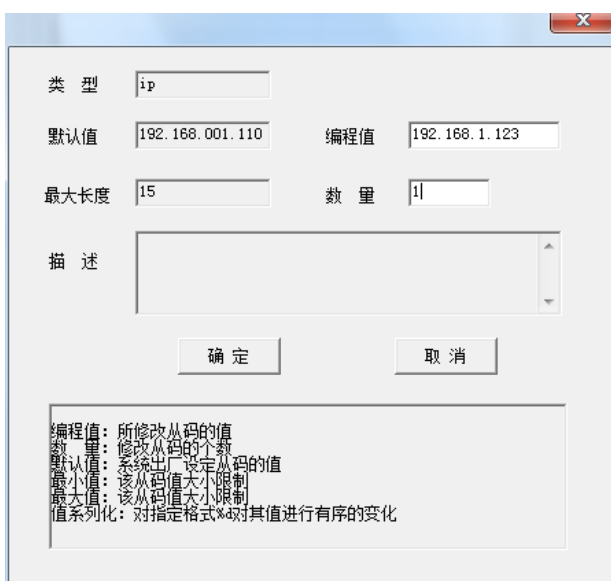 类 型 ip
默认值 192.168.001.110 编程值 192.168.1.123
最大长度 15 数 量 1
描 述
确 定 取 消
编程值：所修改从码的值
数 量：修改从码的个数
默认值：系统出厂设定从码的值
最小值：该从码值大小限制
最大值：该从码值大小限制
值系列化：对指定格式%d对其值进行有序的变化